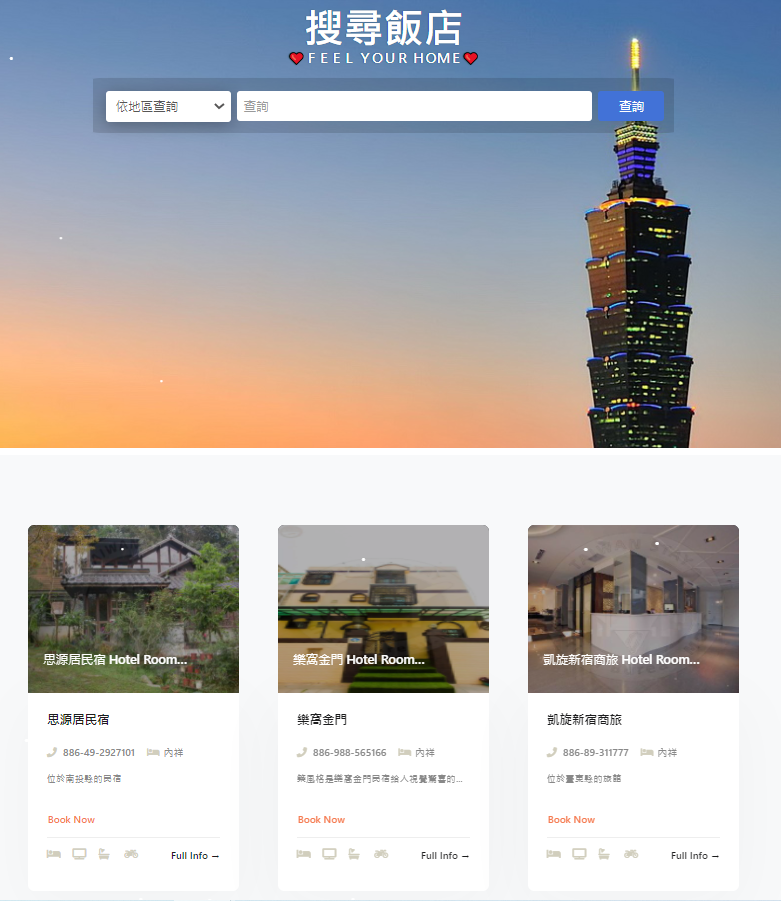 搜尋飯店
FEEL YOUR HOME
依地區查詢 查詢 查詢
思源居民宿 Hotel Room...
樂窩金門 Hotel Room...
凱旋新宿商旅 Hotel Room...
思源居民宿
886-49-2927101 內祥
位於南投縣的民宿
Book Now
Full Info →
樂窩金門
886-988-565166 內祥
築風格是樂窩金門民宿給人視覺驚喜的...
Book Now
Full Info →
凱旋新宿商旅
886-89-311777 內祥
位於臺東縣的旅館
Book Now
Full Info →